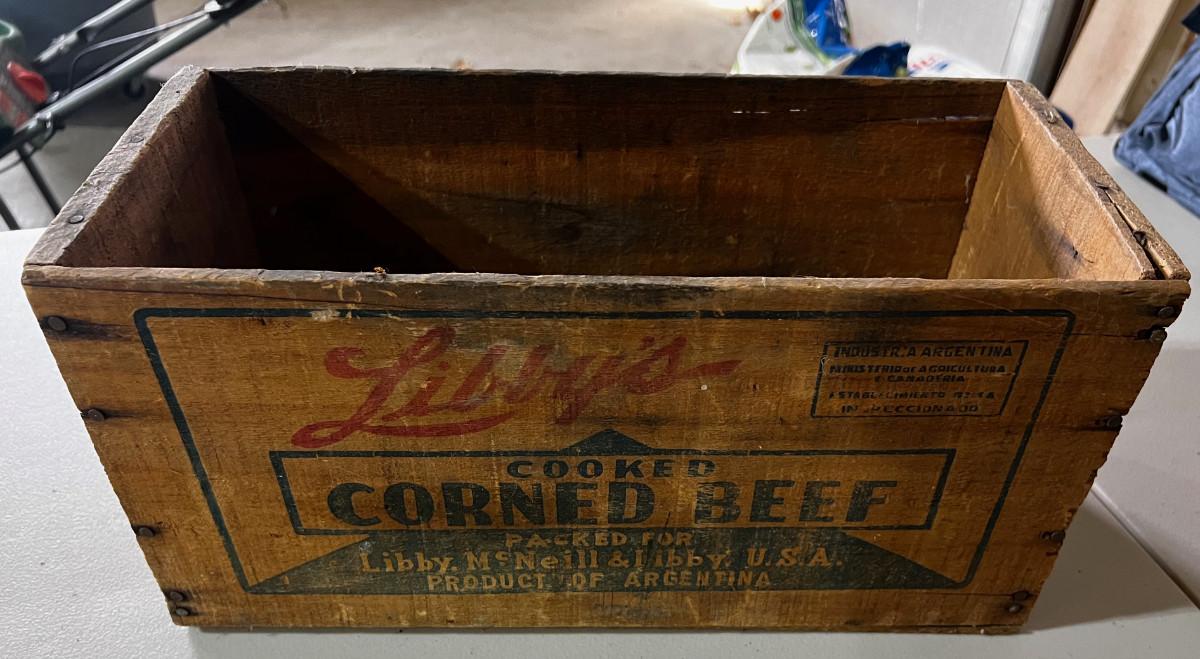 Libby's
INDUSTRIA ARGENTINA
MINISTERIO DE AGRICULTURA
Y GANADERIA
ESTABLECIMIENTO
INSPECCIONADO
COOKED
CORNED BEEF
PACKED FOR
Libby, McNeill & Libby, U.S.A.
PRODUCT OF ARGENTINA